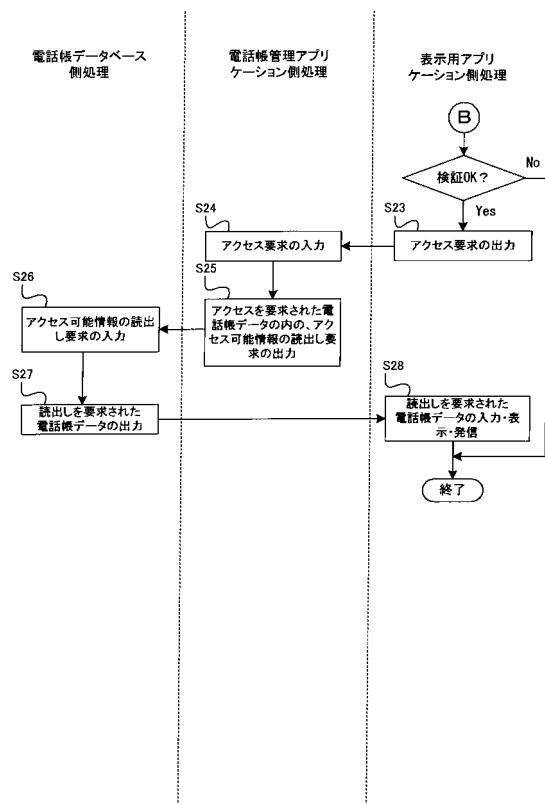 電話帳データベース
側処理
電話帳管理アプリ
ケーション側処理
表示用アプリ
ケーション側処理
B
検証OK?
No
Yes
S23
アクセス要求の出力
S24
アクセス要求の入力
S25
アクセスを要求された電
話帳データの内の、アク
セス可能情報の読出し要
求の出力
S26
アクセス可能情報の読出
し要求の入力
S27
読出しを要求された
電話帳データの出力
S28
読出しを要求された
電話帳データの入力・表
示・発信
終了